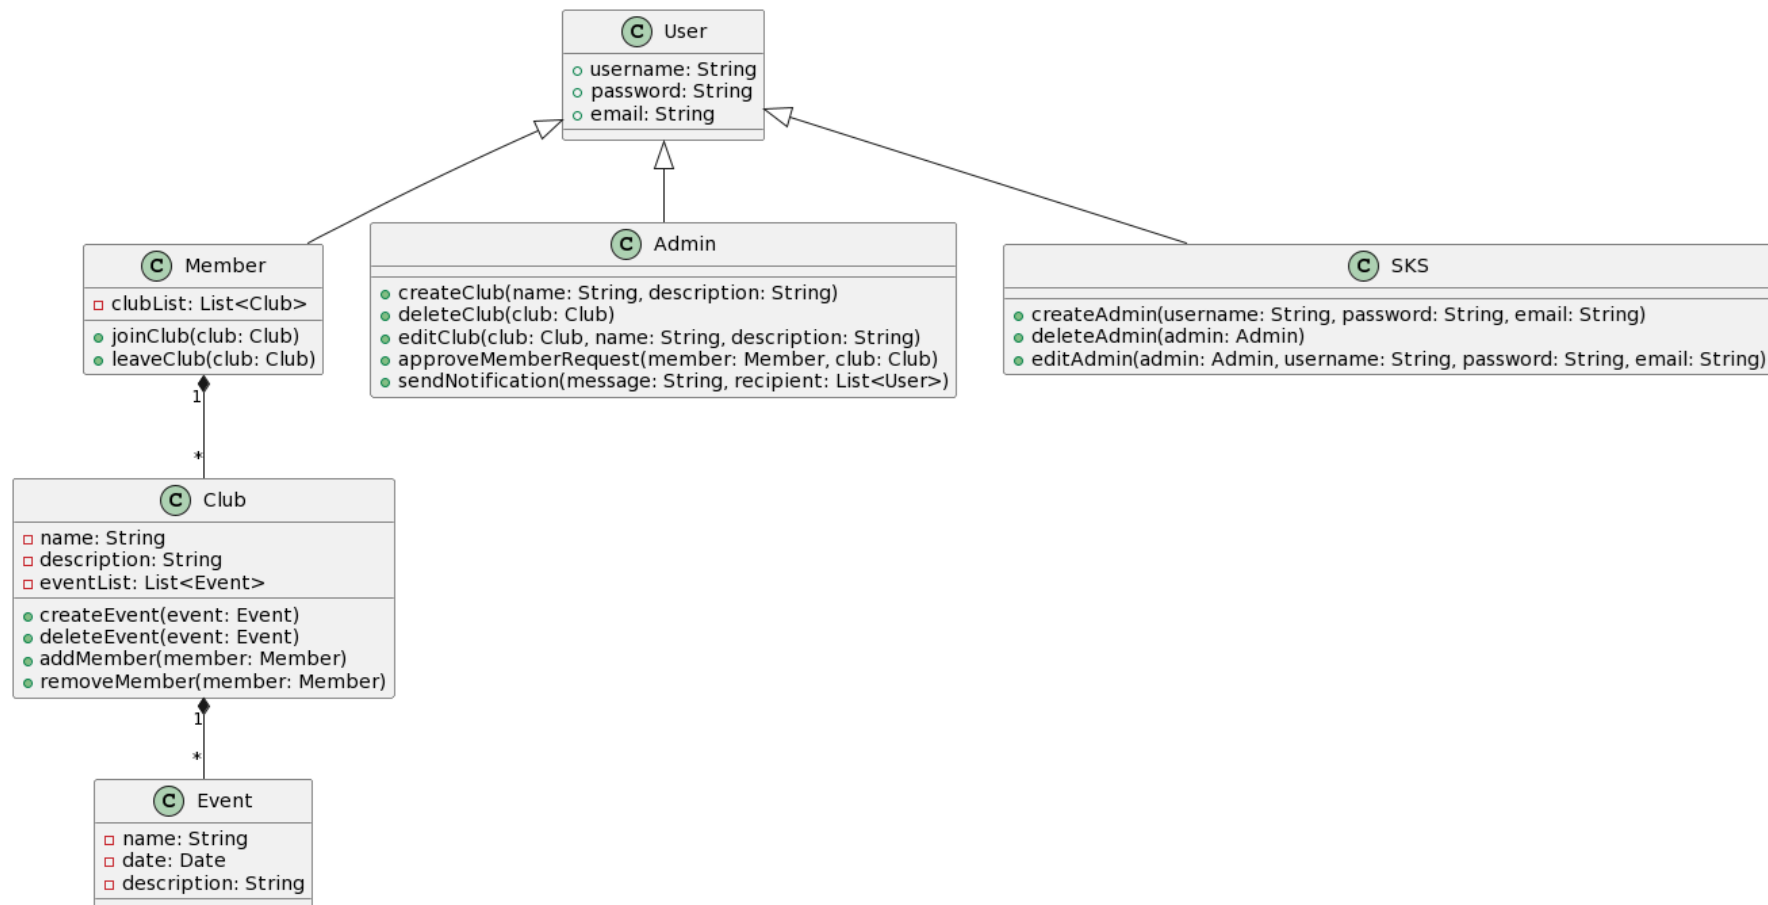 C User
username: String
password: String
email: String
C Member
clubList: List<Club>
joinClub(club: Club)
leaveClub(club: Club)
C Admin
createClub(name: String, description: String)
deleteClub(club: Club)
editClub(club: Club, name: String, description: String)
approveMemberRequest(member: Member, club: Club)
sendNotification(message: String, recipient: List<User>)
C SKS
createAdmin(username: String, password: String, email: String)
deleteAdmin(admin: Admin)
editAdmin(admin: Admin, username: String, password: String, email: String)
1
*
C Club
name: String
description: String
eventList: List<Event>
createEvent(event: Event)
deleteEvent(event: Event)
addMember(member: Member)
removeMember(member: Member)
1
*
C Event
name: String
date: Date
description: String